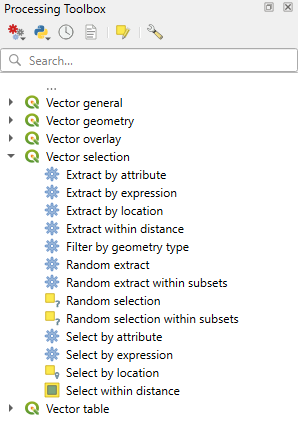 Processing Toolbox
Search...
...
Vector general
Vector geometry
Vector overlay
Vector selection
Extract by attribute
Extract by expression
Extract by location
Extract within distance
Filter by geometry type
Random extract
Random extract within subsets
Random selection
Random selection within subsets
Select by attribute
Select by expression
Select by location
Select within distance
Vector table